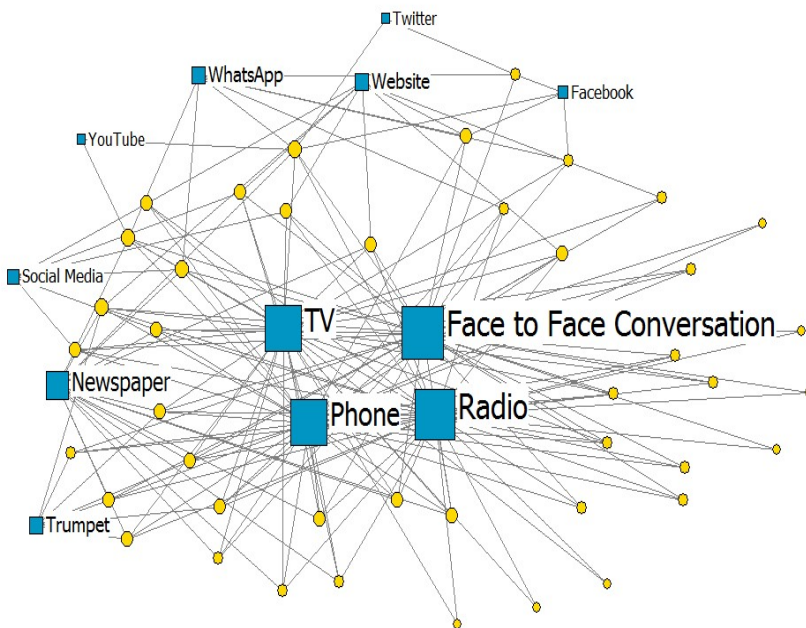 Twitter
WhatsApp
Website
Facebook
YouTube
Social Media
TV
Face to Face Conversation
Newspaper
Phone
Radio
Trumpet